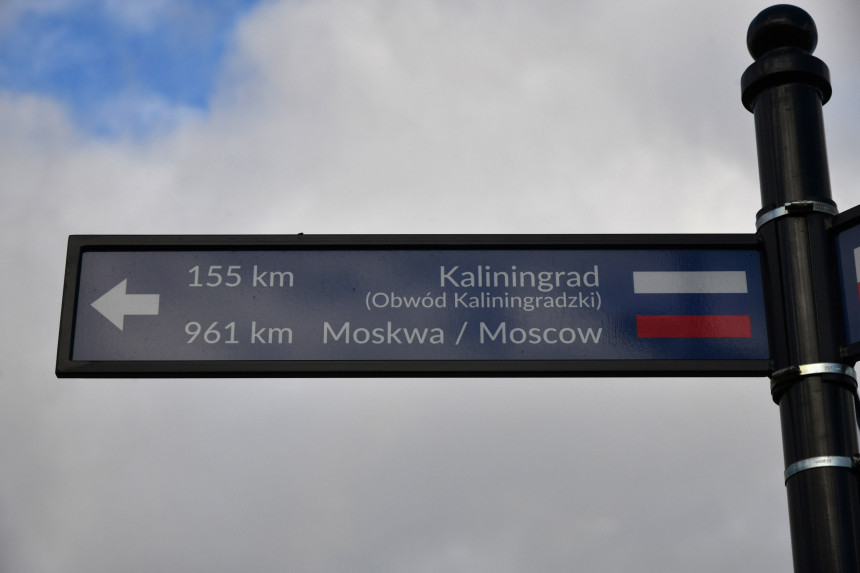 155 km Kaliningrad
(Obwód Kaliningradzki)
961 km Moskwa / Moscow